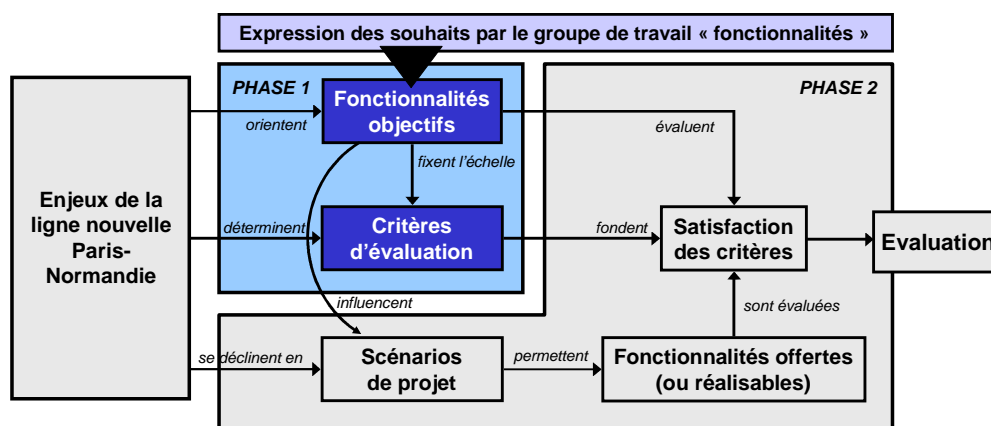 Expression des souhaits par le groupe de travail « fonctionnalités »
PHASE 1
PHASE 2
Fonctionnalités
objectifs
orientent
évaluent
fixent l'échelle
Enjeux de la
ligne nouvelle
Paris-
Normandie
déterminent
Critères
d'évaluation
fondent
Satisfaction
des critères
Evaluation
influencent
sont évaluées
se déclinent en
Scénarios
de projet
permettent
Fonctionnalités offertes
(ou réalisables)